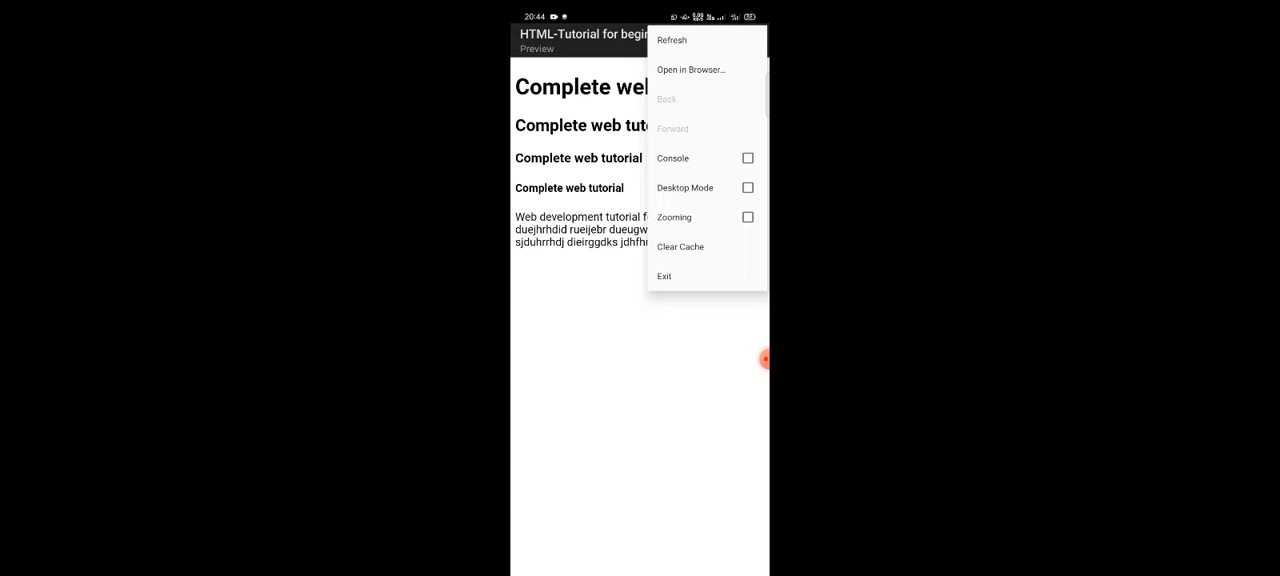 20:44
HTML-Tutorial for begin
Preview
Refresh
Open in Browser...
Back
Forward
Console
Desktop Mode
Zooming
Clear Cache
Exit
Complete web
Complete web tut
Complete web tutorial
Complete web tutorial
Web development tutorial f
duejhrhdid rueijebr dueugw
sjduhrrhdj dieirggdks jdhfh